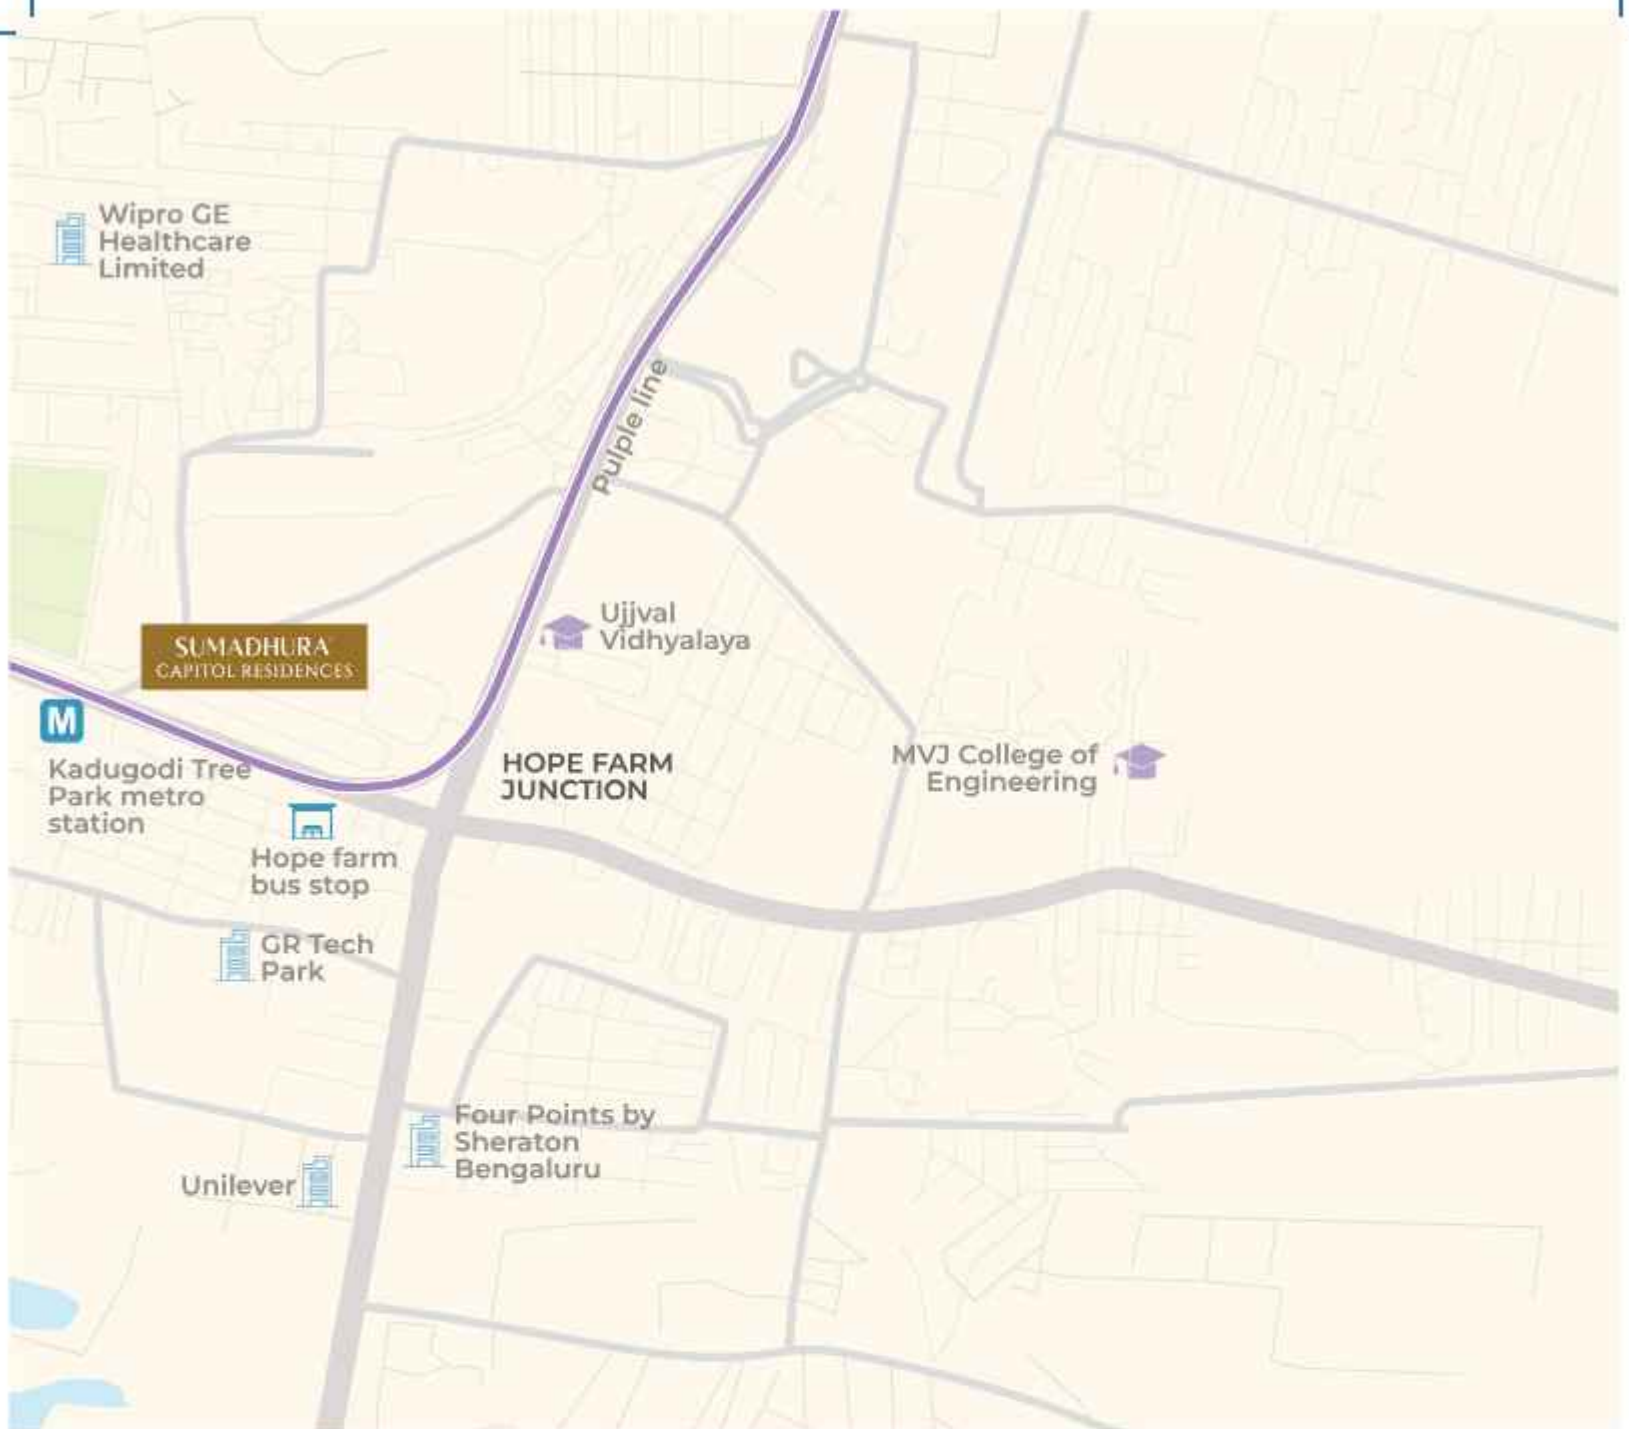 Wipro GE
Healthcare
Limited
Pulple line
Ujjval
Vidhyalaya
SUMADHURA
CAPITOL RESIDENCES
M
Kadugodi Tree
Park metro
station
HOPE FARM
JUNCTION
MVJ College of
Engineering
Hope farm
bus stop
GR Tech
Park
Four Points by
Sheraton
Bengaluru
Unilever